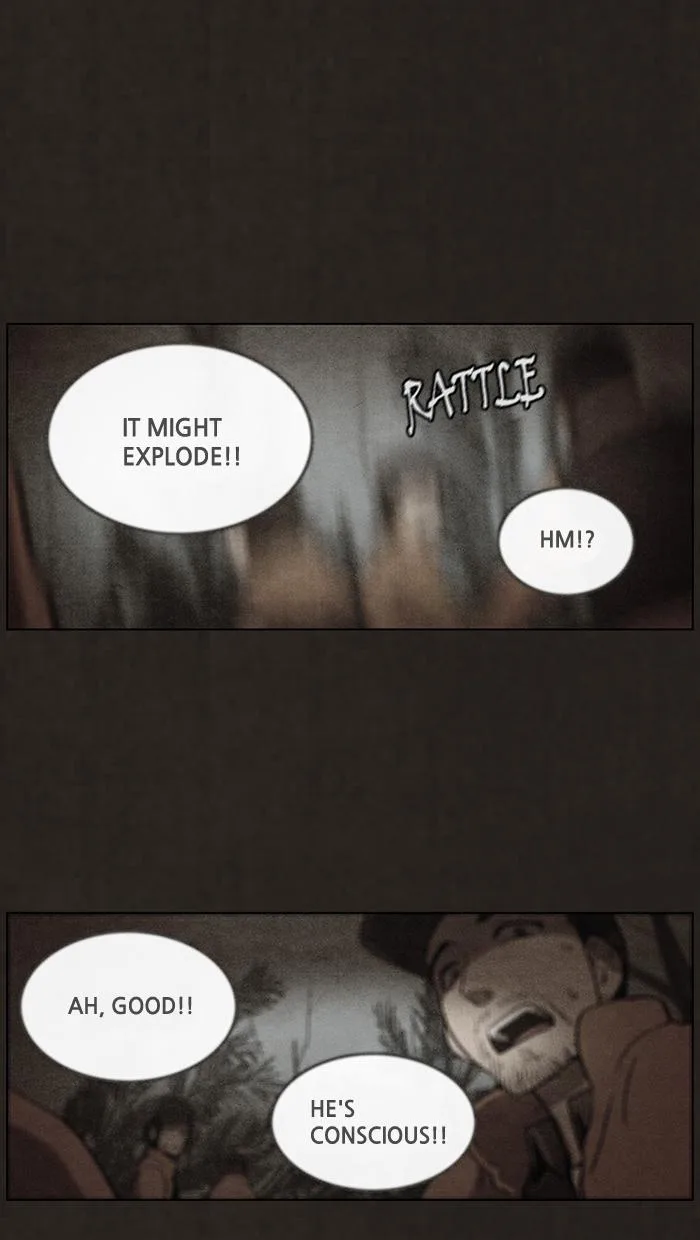 IT MIGHT
EXPLODE!!
RATTLE
HM!?
AH, GOOD!!
HE'S
CONSCIOUS!!